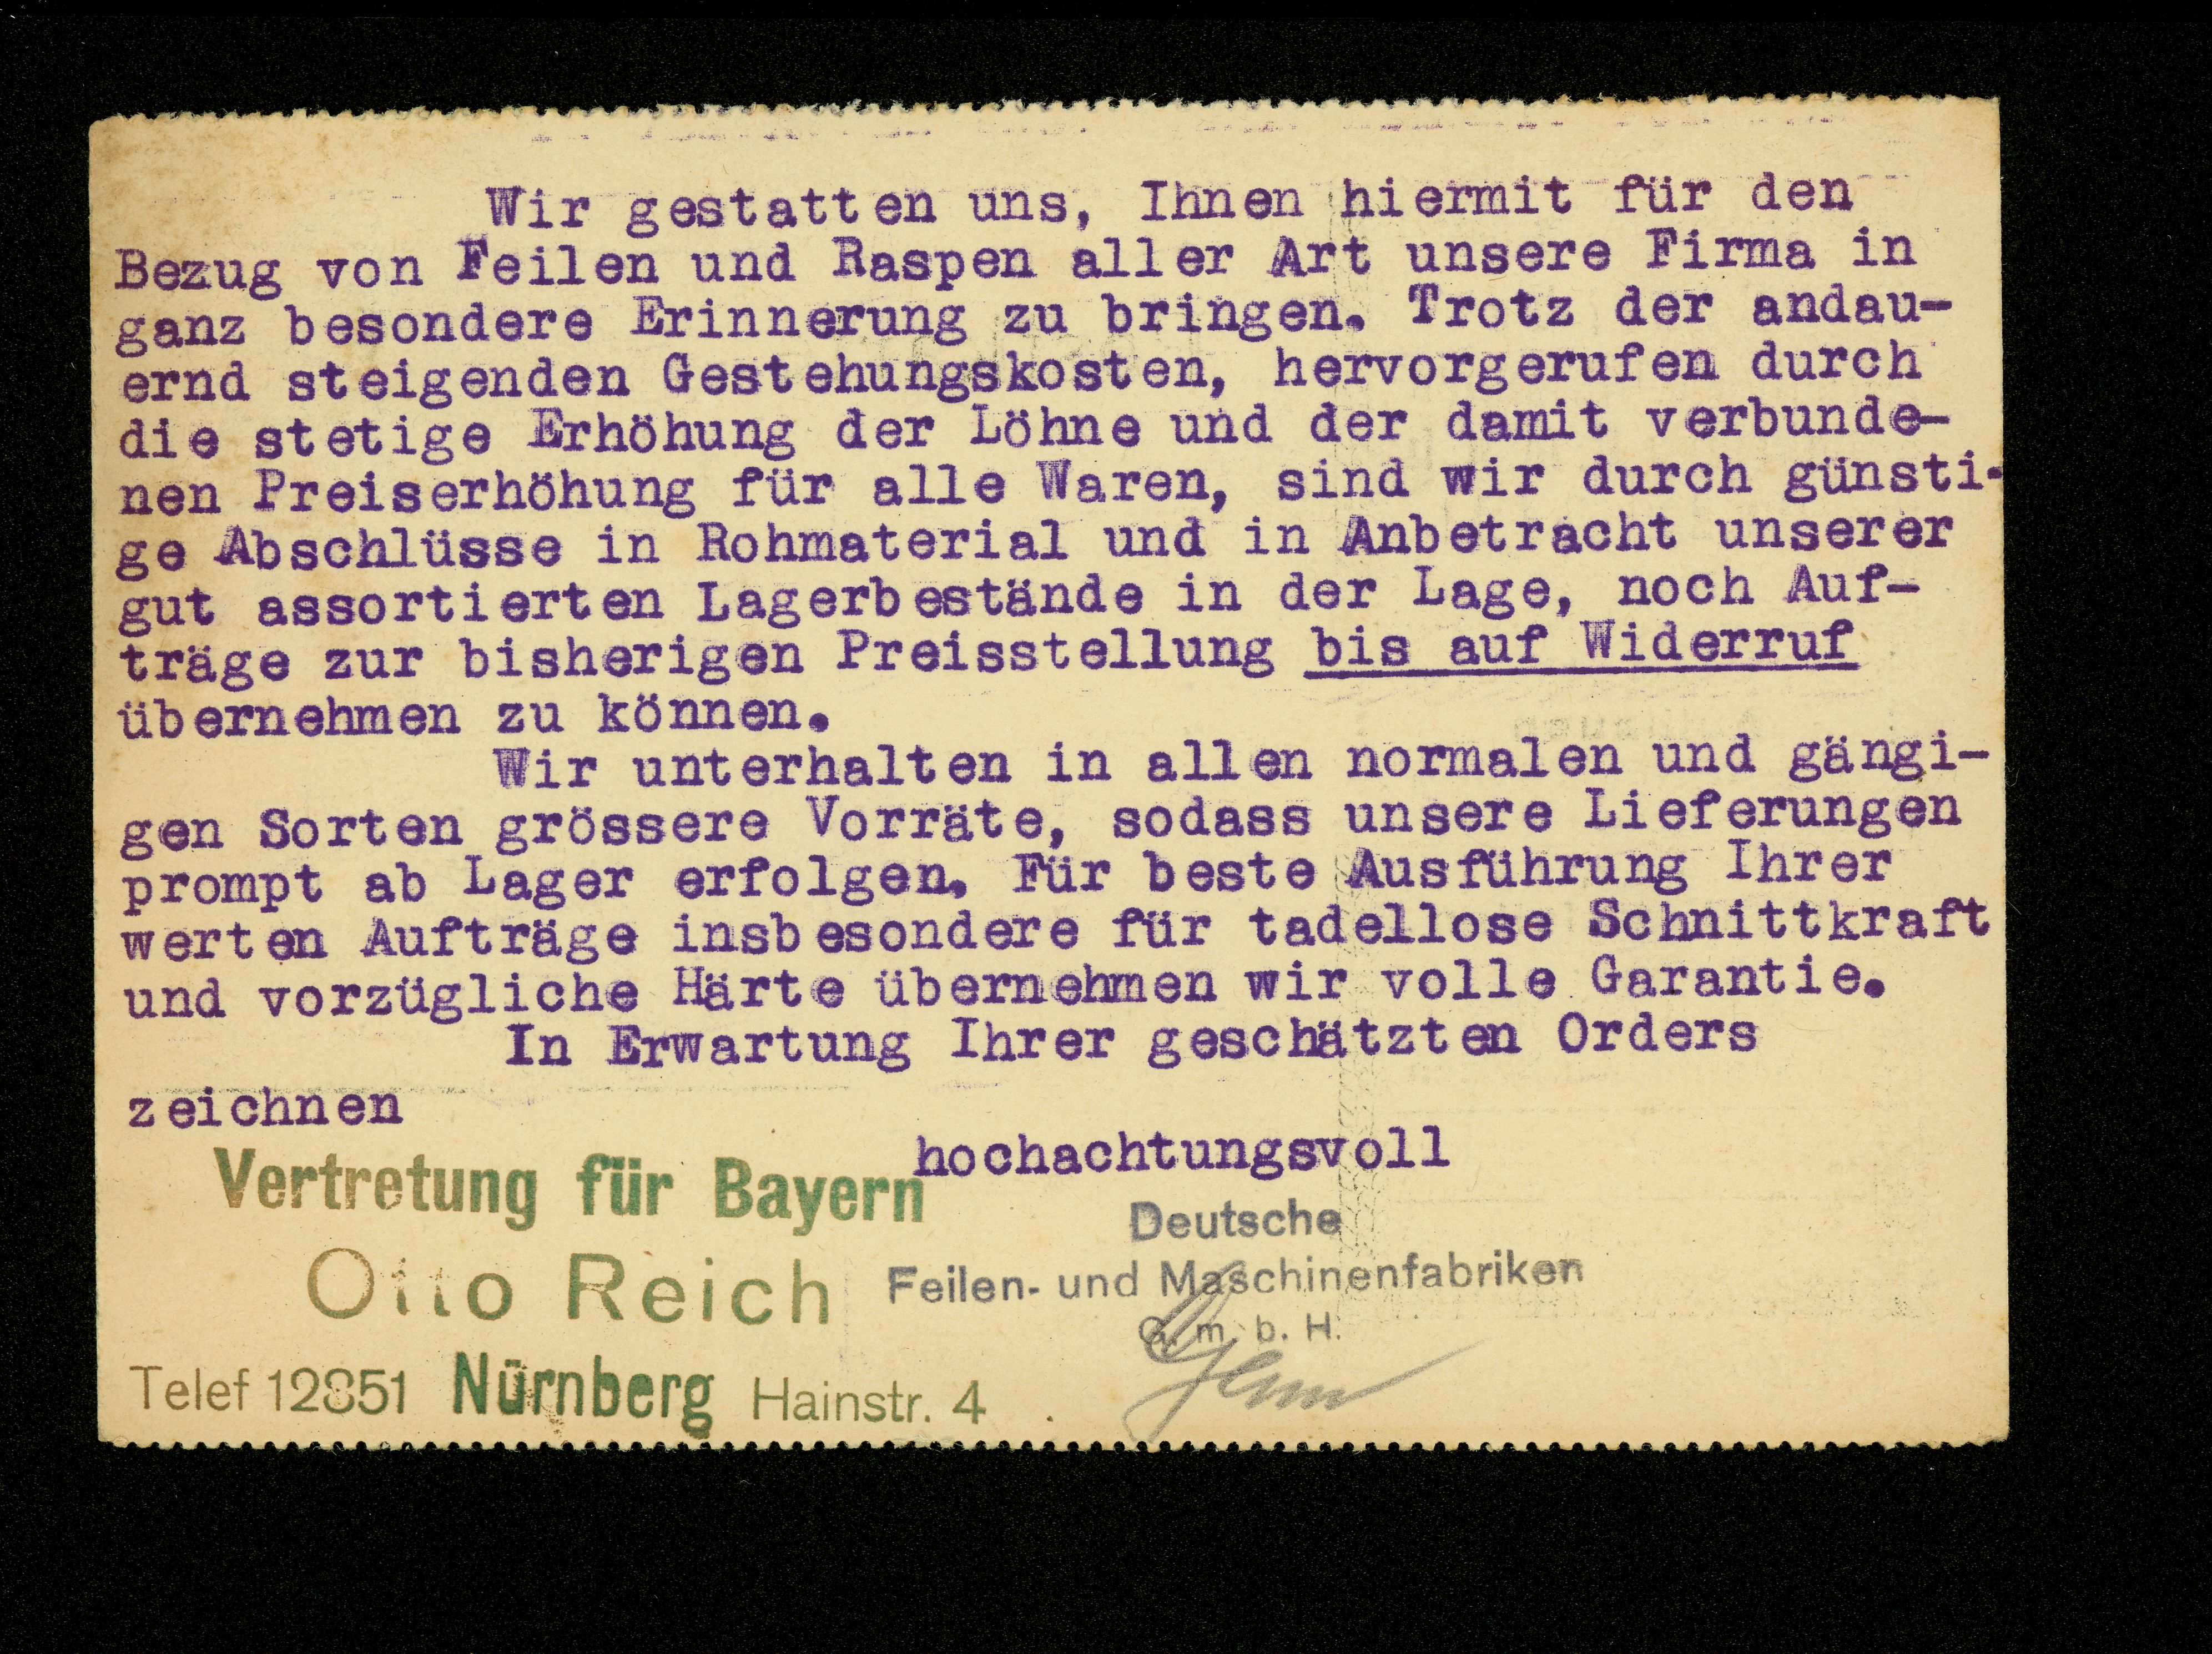 Wir gestatten uns, Ihnen hiermit für den
Bezug von Feilen und Raspen aller Art unsere Firma in
ganz besondere Erinnerung zu bringen. Trotz der andau-
ernd steigenden Gestehungskosten, hervorgerufen durch
die stetige Erhöhung der Löhne und der damit verbunde-
nen Preiserhöhung für alle Waren, sind wir durch günsti-
ge Abschlüsse in Rohmaterial und in Anbetracht unserer
gut assortierten Lagerbestände in der Lage, noch Auf-
träge zur bisherigen Preisstellung bis auf Widerruf
übernehmen zu können.
Wir unterhalten in allen normalen und gängi-
gen Sorten grössere Vorräte, sodass unsere Lieferungen
prompt ab Lager erfolgen. Für beste Ausführung Ihrer
werten Aufträge insbesondere für tadellose Schnittkraft
und vorzügliche Härte übernehmen wir volle Garantie.
In Erwartung Ihrer geschätzten Orders
zeichnen
hochachtungsvoll
Vertretung für Bayern
Otto Reich
Telef 12851 Nürnberg Hainstr. 4
Deutsche
Feilen- und Maschinenfabriken
G. m. b. H.